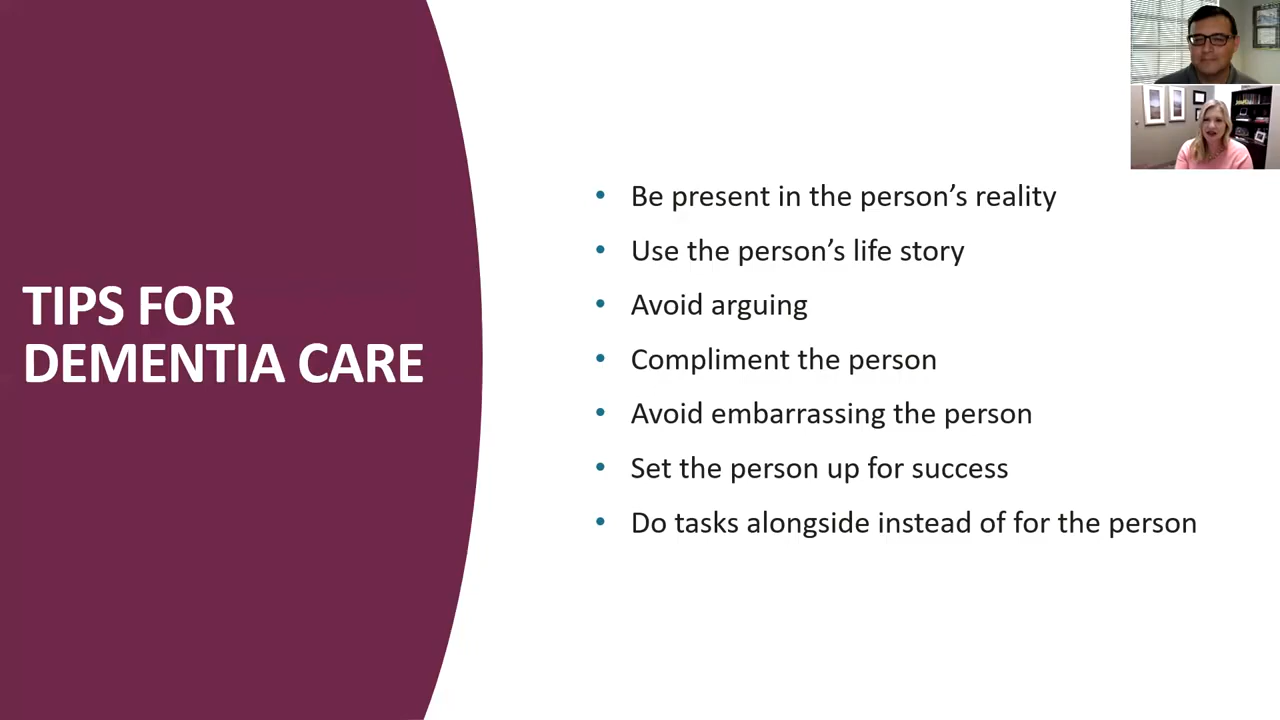 TIPS FOR
DEMENTIA CARE
• Be present in the person’s reality
• Use the person’s life story
• Avoid arguing
• Compliment the person
• Avoid embarrassing the person
• Set the person up for success
• Do tasks alongside instead of for the person